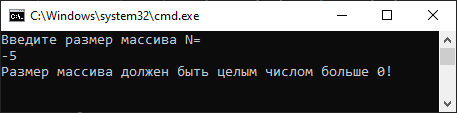 C:\Windows\system32\cmd.exe
Введите размер массива N=
-5
Размер массива должен быть целым числом больше 0!